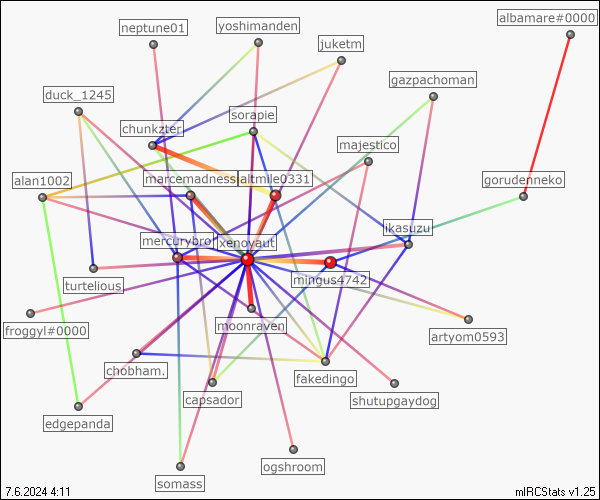 albamare#0000
neptune01
yoshimanden
juketm
gazpachoman
duck_1245
sorapie
chunkzter
majestico
alan1002
marcemadness
altmile0331
gorudenneko
ikasuzu
mercurybro
xenoyaut
turtelious
mingus4742
froggyl#0000
moonraven
artyom0593
chobham.
fakedingo
capsador
shutupgaydog
edgepanda
ogshroom
somass
7.6.2024 4:11
mIRCStats v1.25